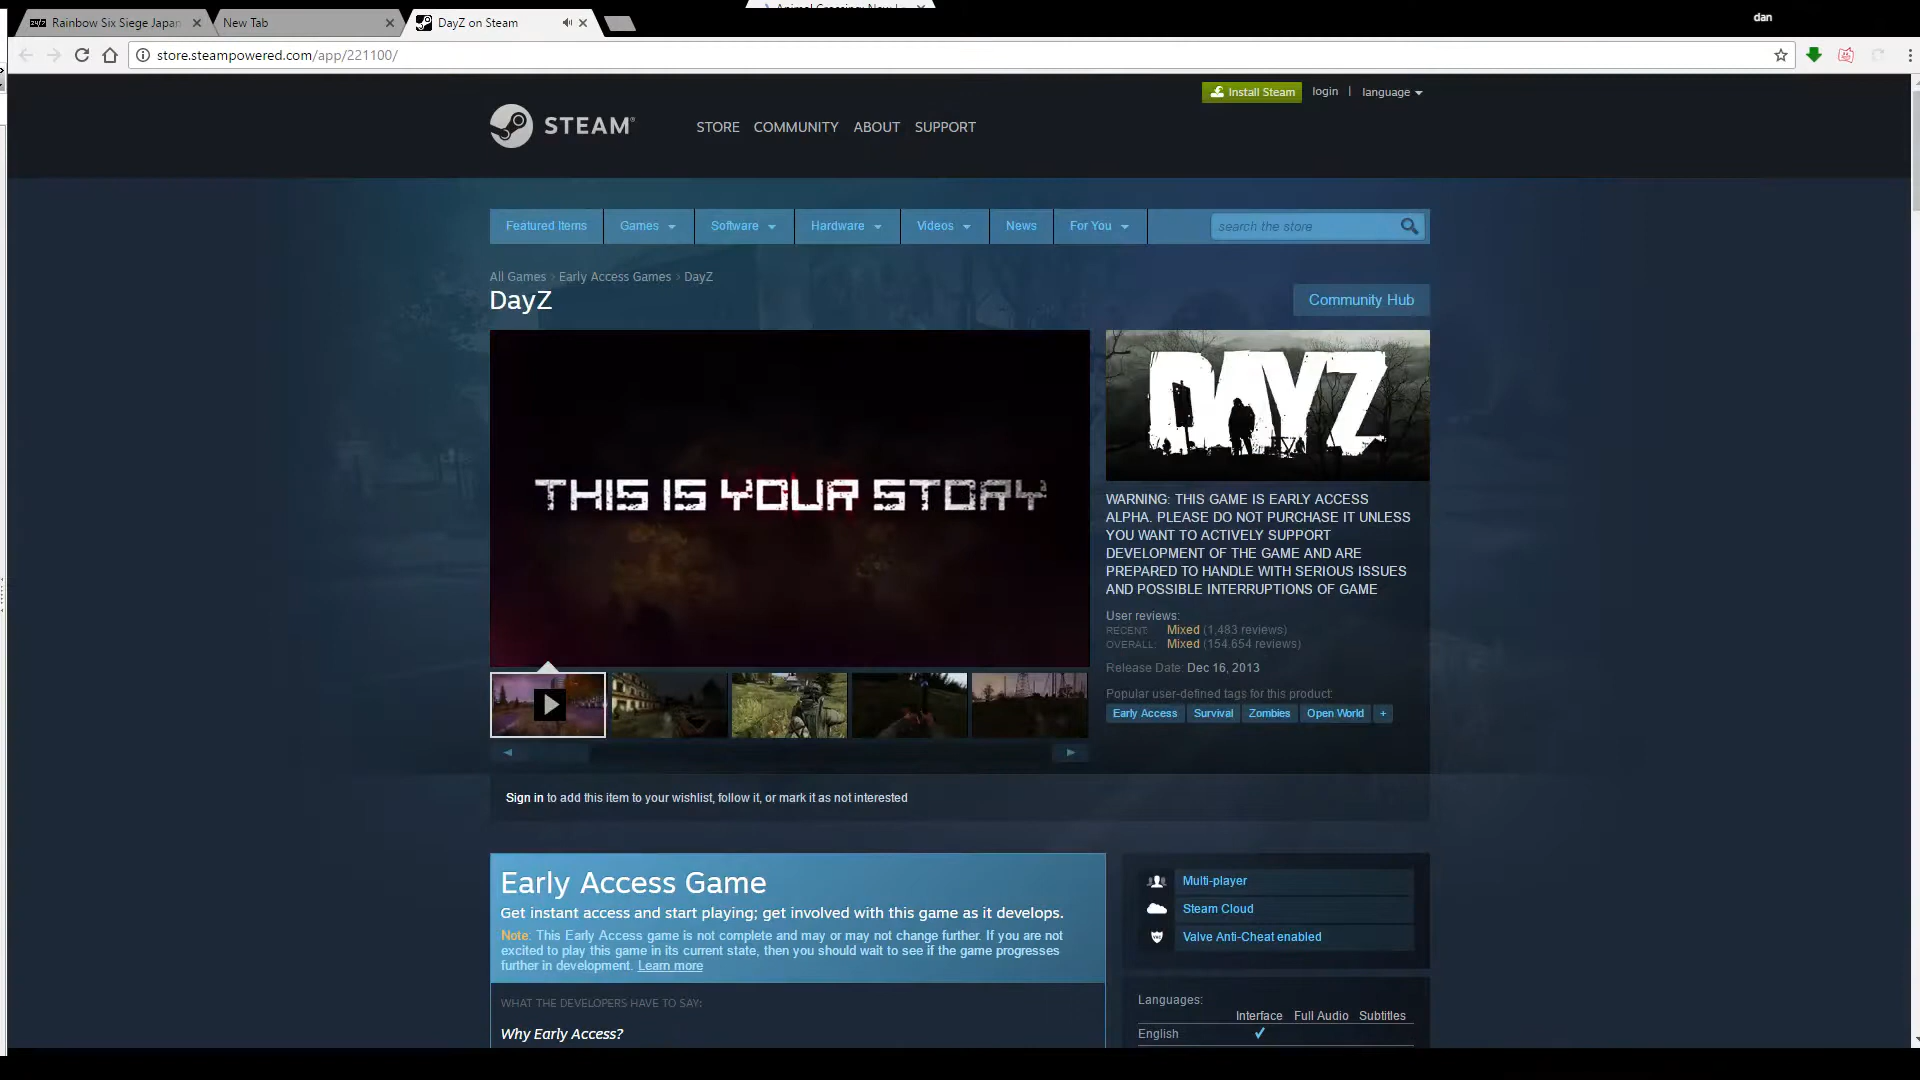 Rainbow Six Siege Japan
New Tab
DayZ on Steam
dan
store.steampowered.com/app/221100/
Install Steam
login | language
STEAM®
STORE COMMUNITY ABOUT SUPPORT
Featured Items Games Software Hardware Videos News For You search the store
All Games › Early Access Games › DayZ
DayZ
Community Hub
THIS IS YOUR STORY
DAYZ
WARNING: THIS GAME IS EARLY ACCESS
ALPHA. PLEASE DO NOT PURCHASE IT UNLESS
YOU WANT TO ACTIVELY SUPPORT
DEVELOPMENT OF THE GAME AND ARE
PREPARED TO HANDLE WITH SERIOUS ISSUES
AND POSSIBLE INTERRUPTIONS OF GAME
User reviews:
RECENT: Mixed (1,483 reviews)
OVERALL: Mixed (154,654 reviews)
Release Date: Dec 16, 2013
Popular user-defined tags for this product:
Early Access Survival Zombies Open World +
Sign in to add this item to your wishlist, follow it, or mark it as not interested
Early Access Game
Get instant access and start playing; get involved with this game as it develops.
Note: This Early Access game is not complete and may or may not change further. If you are not
excited to play this game in its current state, then you should wait to see if the game progresses
further in development. Learn more
WHAT THE DEVELOPERS HAVE TO SAY:
Why Early Access?
Multi-player
Steam Cloud
Valve Anti-Cheat enabled
Languages:
Interface Full Audio Subtitles
English